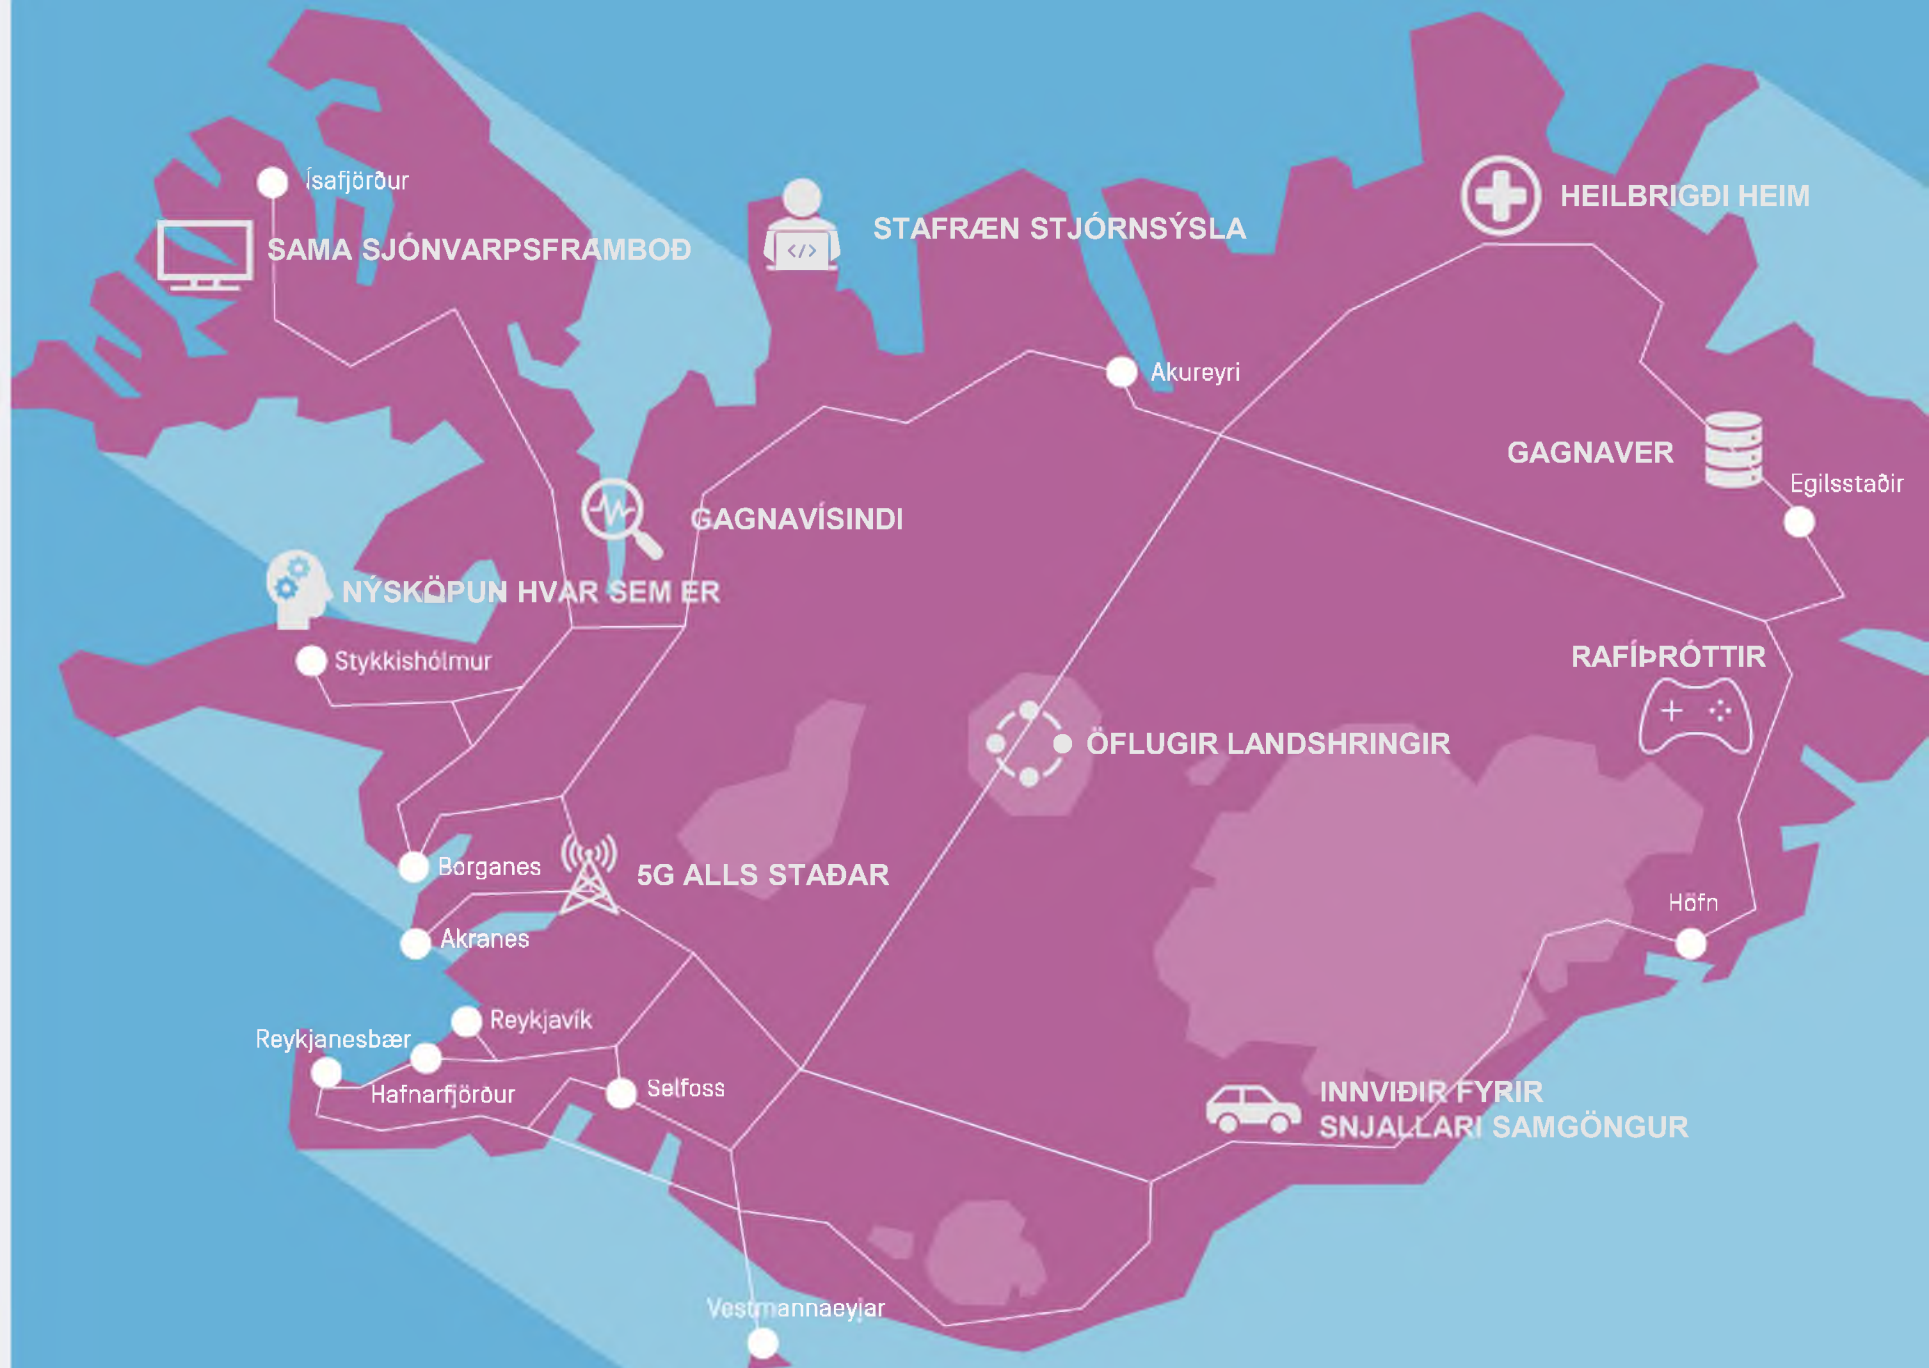 Ísafjörður
HEILBRIGÐI HEIM
STAFRÆN STJÓRNSÝSLA
SAMA SJÓNVARPSFRAMBOÐ
Akureyri
GAGNAVER
Egilsstaðir
GAGNAVÍSINDI
NÝSKÖPUN HVAR SEM ER
Stykkishólmur
RAFÍÞRÓTTIR
ÖFLUGIR LANDSHRINGIR
Borganes
5G ALLS STAÐAR
Höfn
Akranes
Reykjavík
Reykjanesbær
Hafnarfjörður
Selfoss
INNVIÐIR FYRIR
SNJALLARI SAMGÖNGUR
Vestmannaeyjar